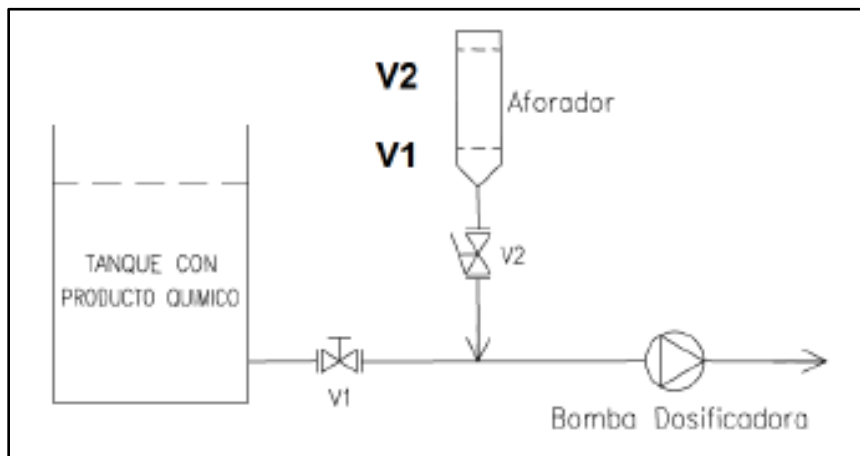 V2
Aforador
V1
TANQUE CON
PRODUCTO QUIMICO
V2
V1
Bomba Dosificadora